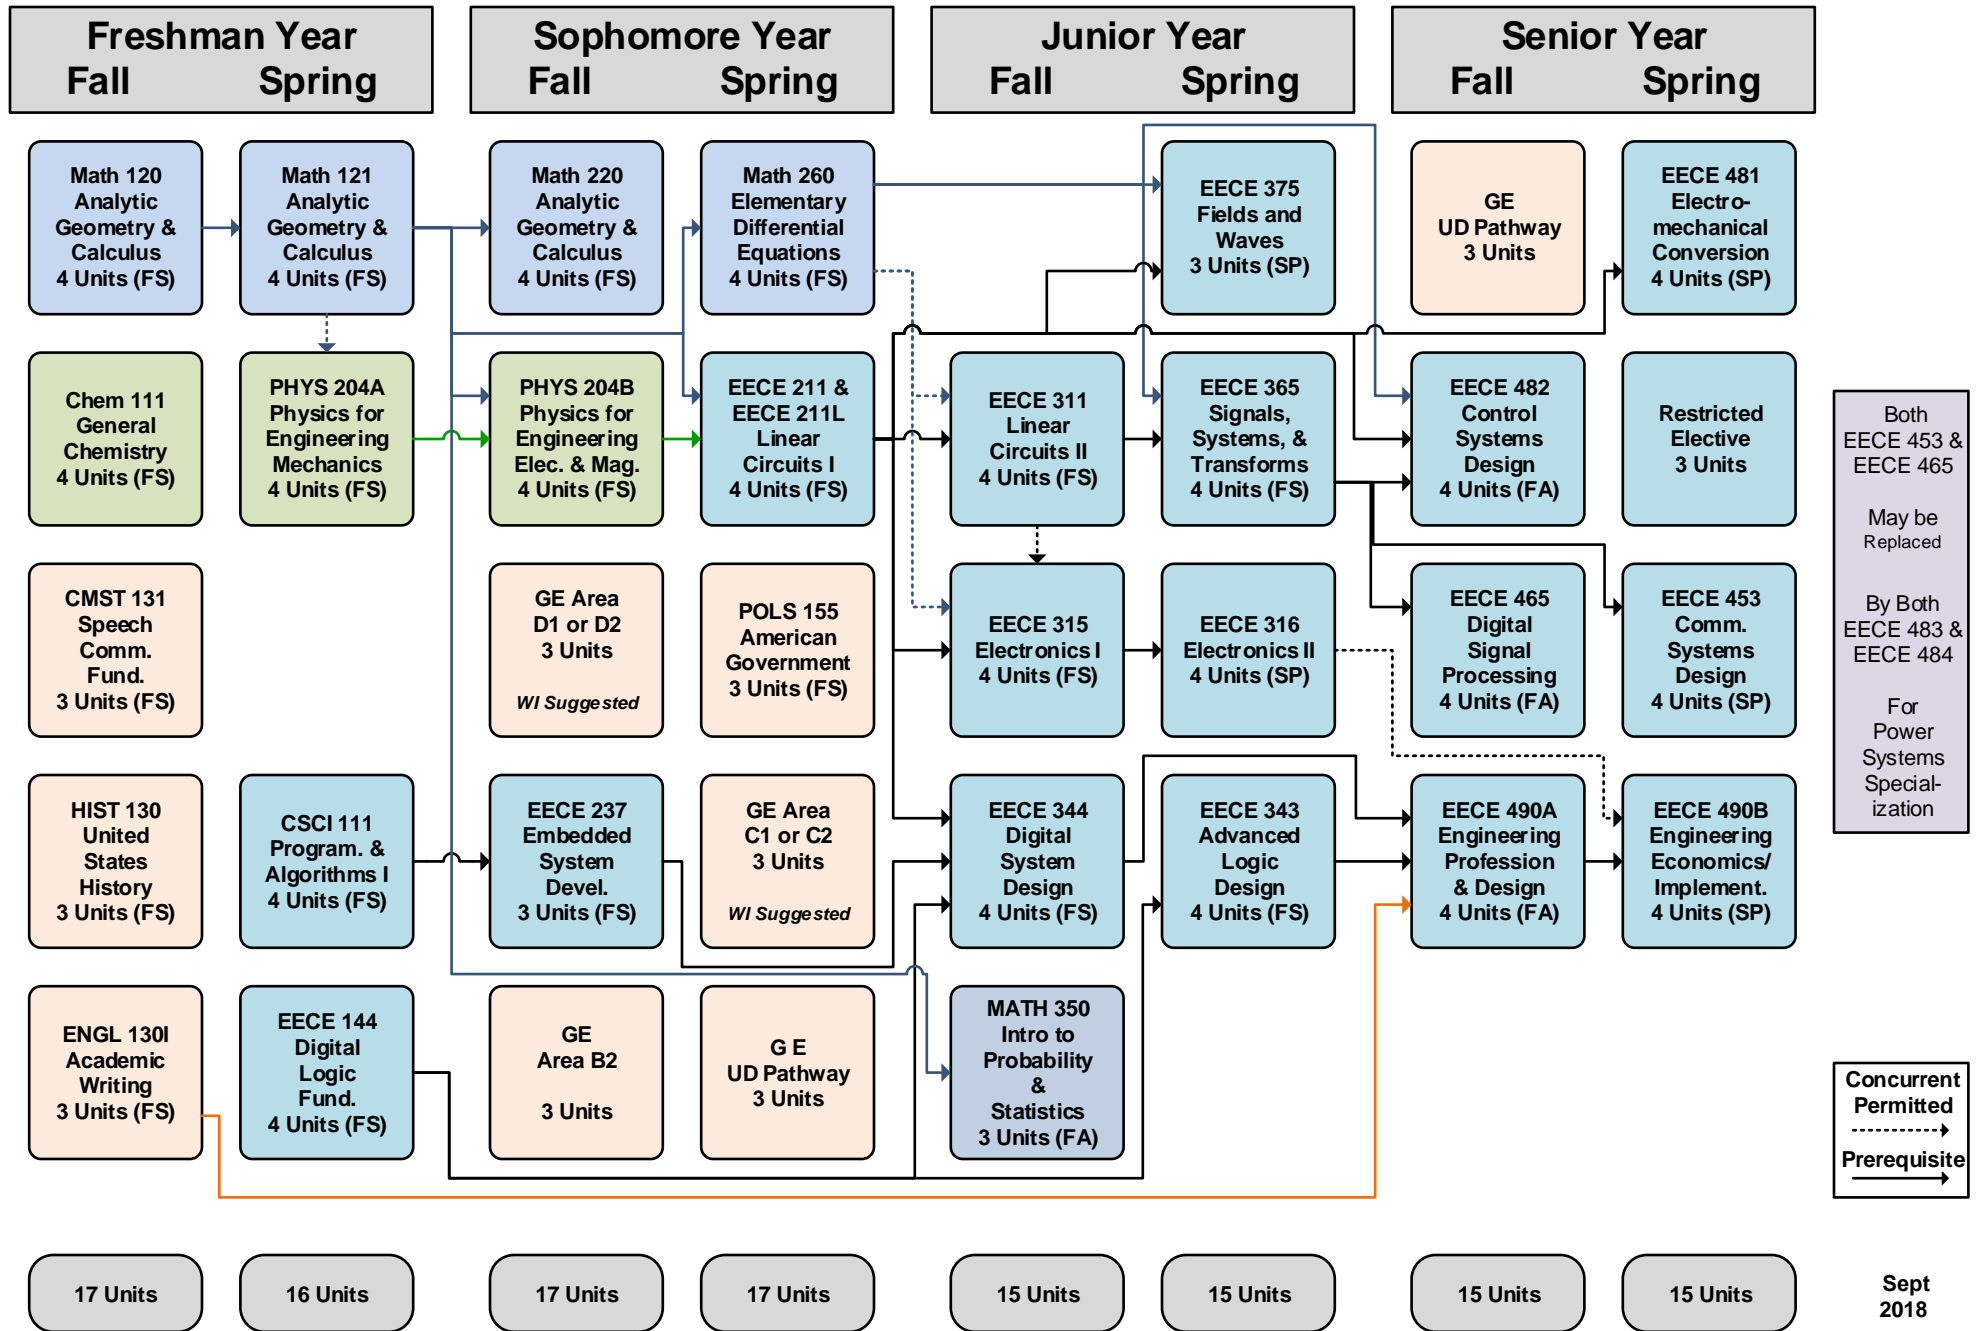 Freshman Year
Fall Spring
Sophomore Year
Fall Spring
Junior Year
Fall Spring
Senior Year
Fall Spring
Math 120
Analytic
Geometry &
Calculus
4 Units (FS)
Math 121
Analytic
Geometry &
Calculus
4 Units (FS)
Math 220
Analytic
Geometry &
Calculus
4 Units (FS)
Math 260
Elementary
Differential
Equations
4 Units (FS)
EECE 375
Fields and
Waves
3 Units (SP)
GE
UD Pathway
3 Units
EECE 481
Electro-
mechanical
Conversion
4 Units (SP)
Chem 111
General
Chemistry
4 Units (FS)
PHYS 204A
Physics for
Engineering
Mechanics
4 Units (FS)
PHYS 204B
Physics for
Engineering
Elec. & Mag.
4 Units (FS)
EECE 211 &
EECE 211L
Linear
Circuits I
4 Units (FS)
EECE 311
Linear
Circuits II
4 Units (FS)
EECE 365
Signals,
Systems, &
Transforms
4 Units (FS)
EECE 482
Control
Systems
Design
4 Units (FA)
Restricted
Elective
3 Units
CMST 131
Speech
Comm.
Fund.
3 Units (FS)
GE Area
D1 or D2
3 Units
WI Suggested
POLS 155
American
Government
3 Units (FS)
EECE 315
Electronics I
4 Units (FS)
EECE 316
Electronics II
4 Units (SP)
EECE 465
Digital
Signal
Processing
4 Units (FA)
EECE 453
Comm.
Systems
Design
4 Units (SP)
HIST 130
United
States
History
3 Units (FS)
CSCI 111
Program. &
Algorithms I
4 Units (FS)
EECE 237
Embedded
System
Devel.
3 Units (FS)
GE Area
C1 or C2
3 Units
WI Suggested
EECE 344
Digital
System
Design
4 Units (FS)
EECE 343
Advanced
Logic
Design
4 Units (FS)
EECE 490A
Engineering
Profession
& Design
4 Units (FA)
EECE 490B
Engineering
Economics/
Implement.
4 Units (SP)
ENGL 130I
Academic
Writing
3 Units (FS)
EECE 144
Digital
Logic
Fund.
4 Units (FS)
GE
Area B2
3 Units
G E
UD Pathway
3 Units
MATH 350
Intro to
Probability
&
Statistics
3 Units (FA)
Both
EECE 453 &
EECE 465
May be
Replaced
By Both
EECE 483 &
EECE 484
For
Power
Systems
Special-
ization
Concurrent
Permitted
Prerequisite
17 Units
16 Units
17 Units
17 Units
15 Units
15 Units
15 Units
15 Units
Sept
2018